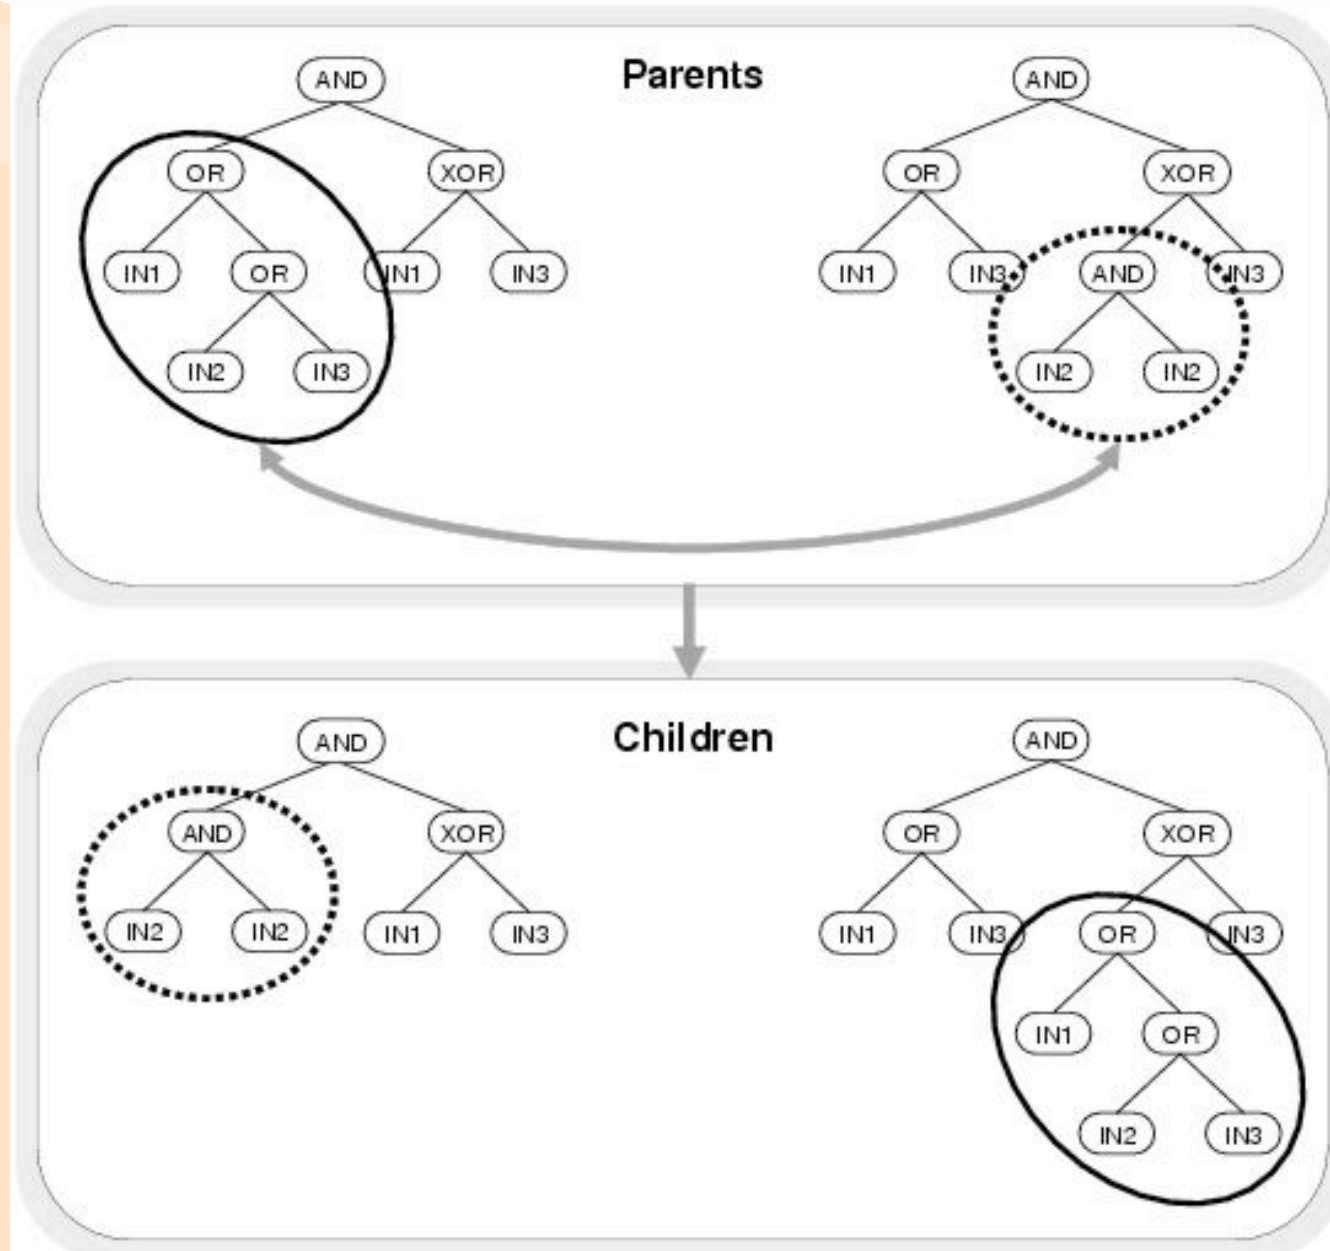 AND Parents AND
OR XOR OR XOR
IN1 OR IN1 IN3 IN1 IN3 AND IN3
IN2 IN3 IN2 IN2
AND Children AND
AND XOR OR XOR
IN2 IN2 IN1 IN3 IN1 IN3 OR IN3
IN1 OR
IN2 IN3